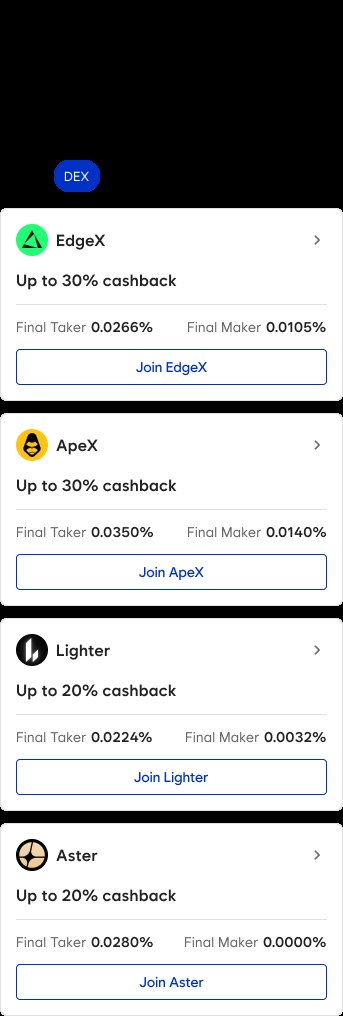 DEX
EdgeX
Up to 30% cashback
Final Taker 0.0266% Final Maker 0.0105%
Join EdgeX
ApeX
Up to 30% cashback
Final Taker 0.0350% Final Maker 0.0140%
Join ApeX
Lighter
Up to 20% cashback
Final Taker 0.0224% Final Maker 0.0032%
Join Lighter
Aster
Up to 20% cashback
Final Taker 0.0280% Final Maker 0.0000%
Join Aster